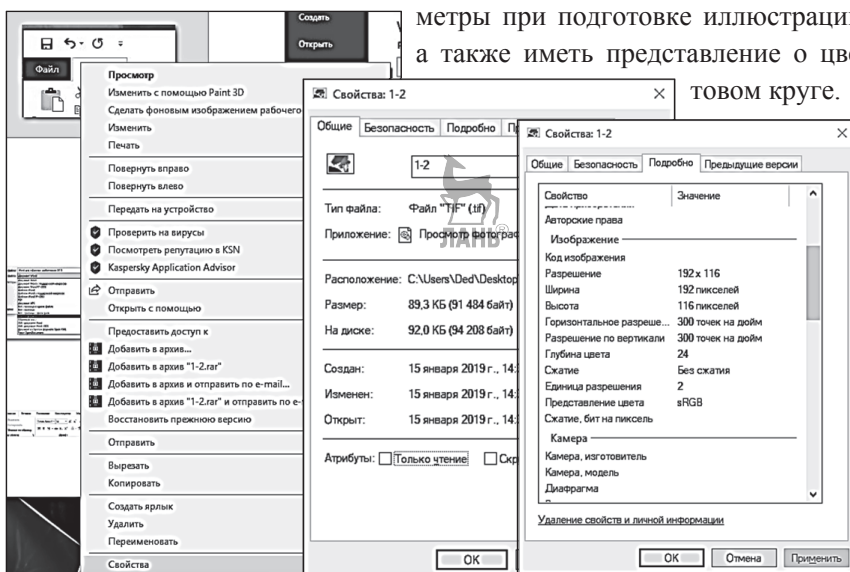 метры при подготовке иллюстраци
а также иметь представление о цве
товом круге.
Создать
Открыть
Файл
Просмотр
Изменить с помощью Paint 3D
Сделать фоновым изображением рабочего
Изменить
Печать
Повернуть вправо
Повернуть влево
Передать на устройство
Проверить на вирусы
Посмотреть репутацию в KSN
Kaspersky Application Advisor
Отправить
Открыть с помощью
Предоставить доступ к
Добавить в архив...
Добавить в архив "1-2.rar"
Добавить в архив и отправить по e-mail...
Добавить в архив "1-2.rar" и отправить по e-
Восстановить прежнюю версию
Отправить
Вырезать
Копировать
Создать ярлык
Удалить
Переименовать
Свойства
Свойства: 1-2
Общие Безопасность Подробно
1-2
Тип файла: Файл "TIF" (.tif)
Приложение: Просмотр фотограф
ЛАНЬ®
Расположение: C:\Users\Ded\Desktop
Размер: 89,3 КБ (91 484 байт)
На диске: 92,0 КБ (94 208 байт)
Создан: 15 января 2019 г., 14:
Изменен: 15 января 2019 г., 14:
Открыт: 15 января 2019 г., 14:
Атрибуты: Только чтение Скр
ОК
Свойства: 1-2
Общие Безопасность Подробно Предыдущие версии
Свойство Значение
Авторские права
Изображение
Код изображения
Разрешение 192 x 116
Ширина 192 пикселей
Высота 116 пикселей
Горизонтальное разреше... 300 точек на дюйм
Разрешение по вертикали 300 точек на дюйм
Глубина цвета 24
Сжатие Без сжатия
Единица разрешения 2
Представление цвета sRGB
Сжатие, бит на пиксель
Камера
Камера, изготовитель
Камера, модель
Диафрагма
Удаление свойств и личной информации
ОК Отмена Применить